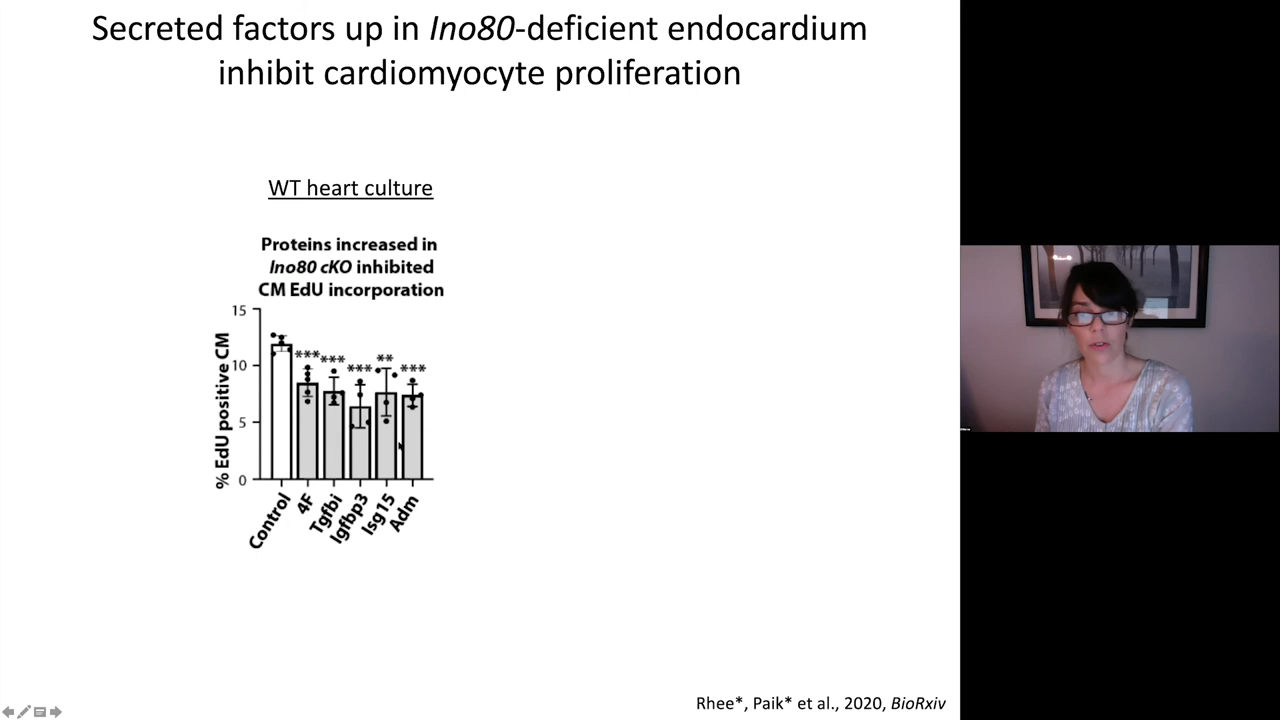 Secreted factors up in Ino80-deficient endocardium
inhibit cardiomyocyte proliferation
WT heart culture
Proteins increased in
Ino80 cKO inhibited
CM EdU incorporation
% EdU positive CM
15
10
5
0
***
***
***
**
***
Control
4F
Tgfbi
Igfbp3
Isg15
Adm
Rhee*, Paik* et al., 2020, BioRxiv